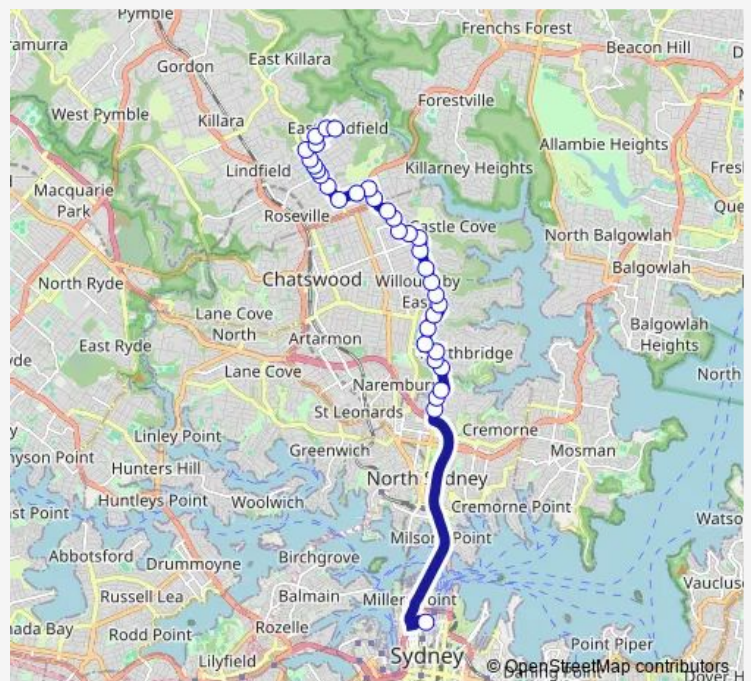 Pymble
Frenchs Forest
Beacon Hill
ramurra
East Killara
Gordon
Forestville
West Pymble
Killara
Allambie Heights
Lindfield
Killarney Heights
Macquarie
Park
Roseville
Castle Cove
North Balgowlah
Balgowlah
Chatswood
North Ryde
Lane Cove
North
Artarmon
East Ryde
Balgowlah
Heights
Lane Cove
North
St Leonards
Cremorne
Linley Point
Greenwich
Mosman
Hunters Hill
North Sydney
Huntleys Point
Woolwich
Cremorne Point
Abbotsford
Birchgrove
Drummoyne
Russell Lea
Balmain
Rodd Point
Rozelle
Point Piper
Lilyfield
Sydney
© OpenStreetMap contributors